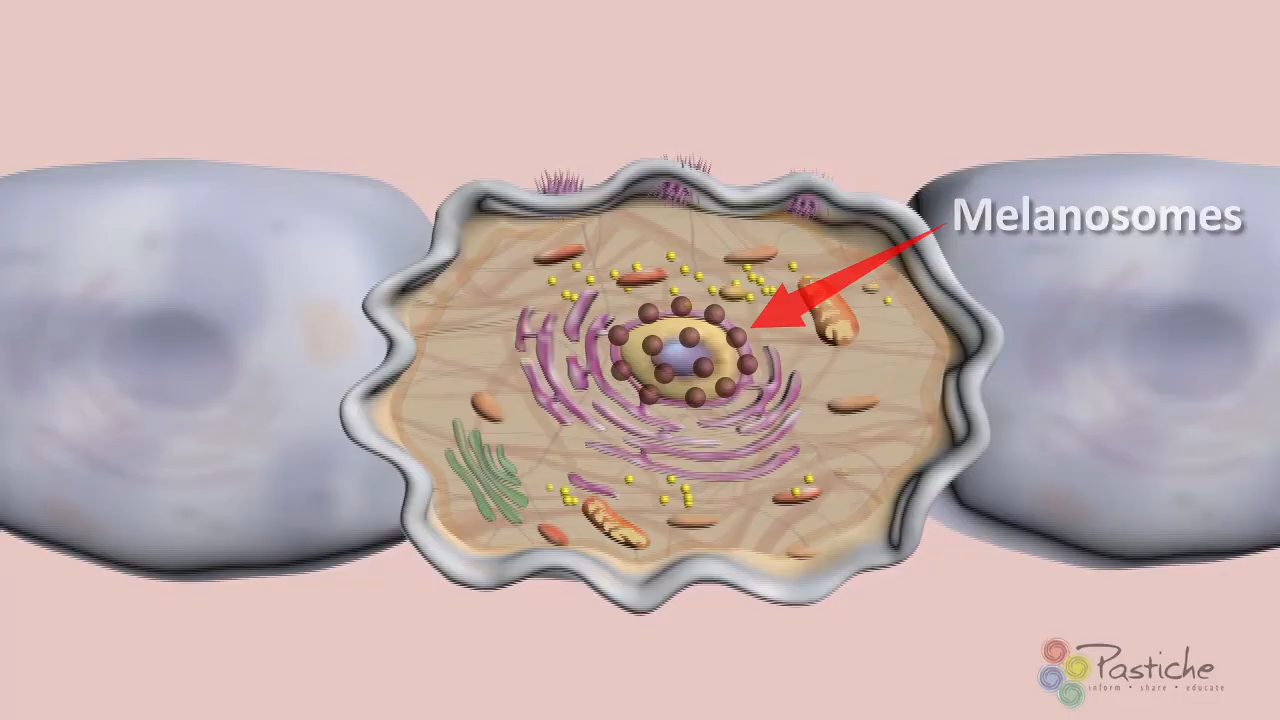 Melanosomes
Pastiche
inform • share • educate